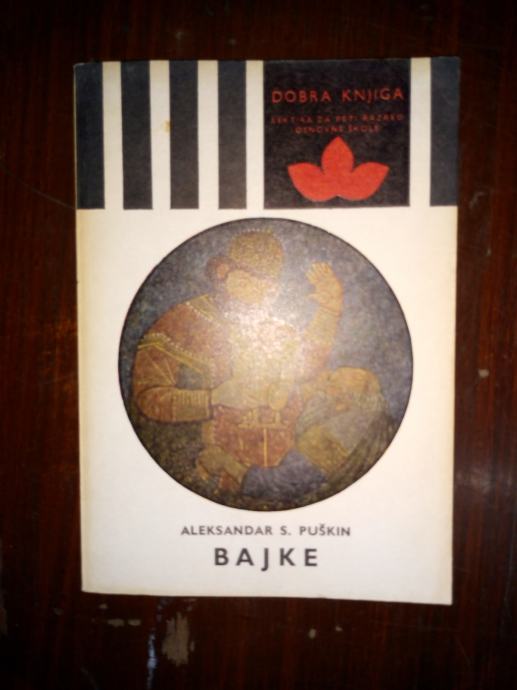 DOBRA KNJIGA
LEKTIRA ZA PETI RAZRED
OSNOVNE ŠKOLE
ALEKSANDAR S. PUŠKIN
BAJKE